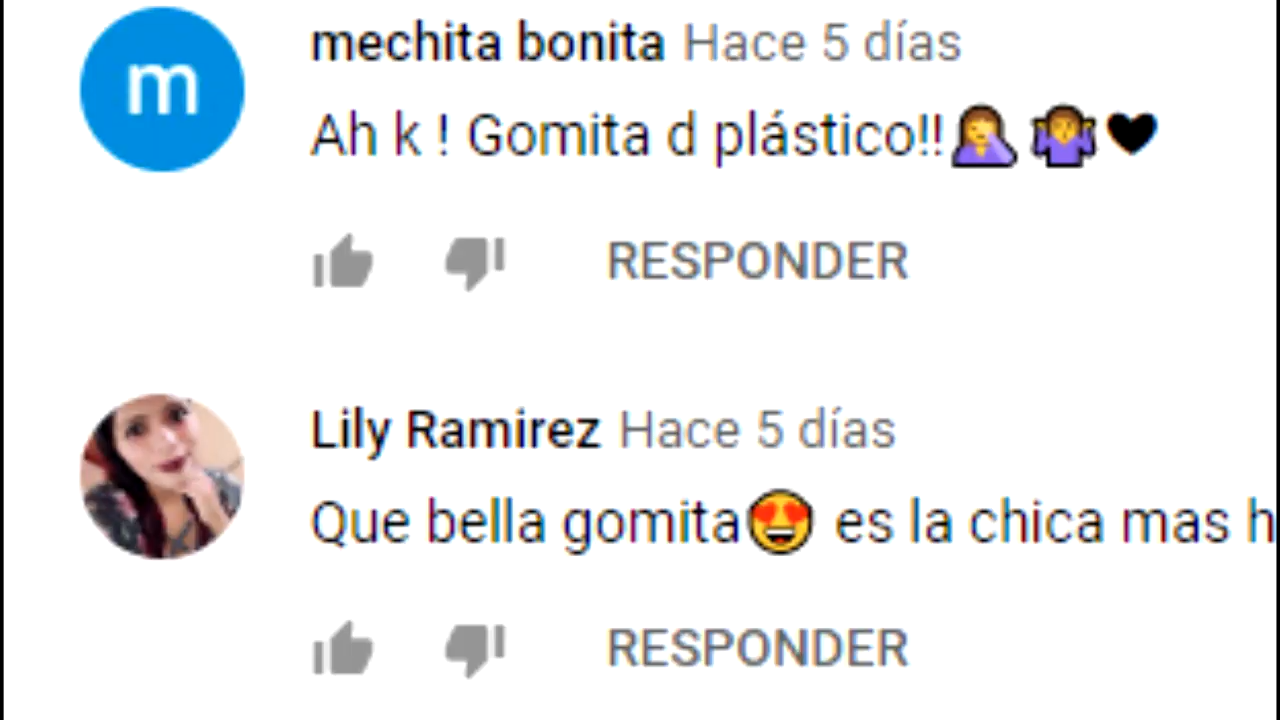 m
mechita bonita Hace 5 días
Ah k ! Gomita d plástico!!🤦‍♀️🤷‍♀️🖤
RESPONDER
Lily Ramirez Hace 5 días
Que bella gomita😍 es la chica mas
RESPONDER